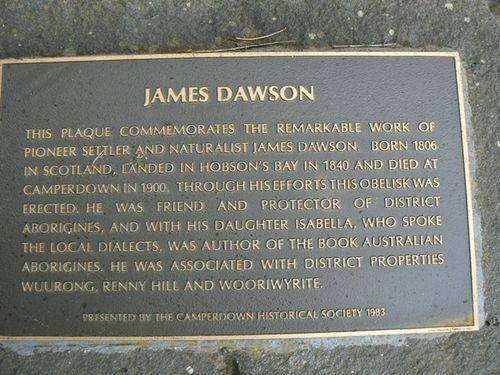 JAMES DAWSON
THIS PLAQUE COMMEMORATES THE REMARKABLE WORK OF
PIONEER SETTLER AND NATURALIST JAMES DAWSON. BORN 1806
IN SCOTLAND, LANDED IN HOBSON'S BAY IN 1840 AND DIED AT
CAMPERDOWN IN 1900. THROUGH HIS EFFORTS THIS OBELISK WAS
ERECTED. HE WAS FRIEND AND PROTECTOR OF DISTRICT
ABORIGINES, AND WITH HIS DAUGHTER ISABELLA, WHO SPOKE
THE LOCAL DIALECTS, WAS AUTHOR OF THE BOOK AUSTRALIAN
ABORIGINES. HE WAS ASSOCIATED WITH DISTRICT PROPERTIES
WUURONG, RENNY HILL AND WOORIWYRITE.
PRESENTED BY THE CAMPERDOWN HISTORICAL SOCIETY 1983